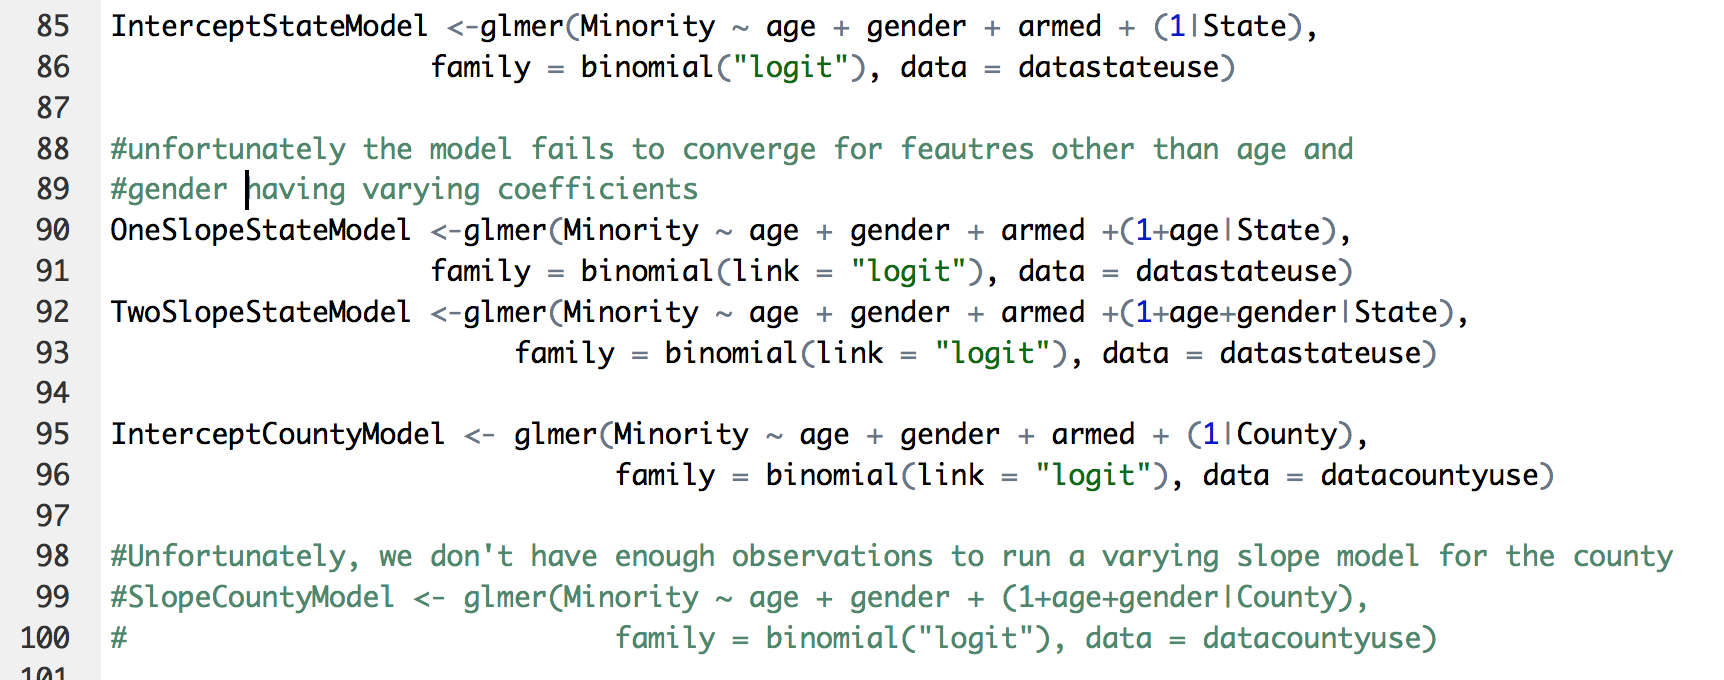 85 InterceptStateModel <-glmer(Minority ~ age + gender + armed + (1|State),
86 family = binomial("logit"), data = datastateuse)
87
88 #unfortunately the model fails to converge for feautres other than age and
89 #gender having varying coefficients
90 OneSlopeStateModel <-glmer(Minority ~ age + gender + armed +(1+age|State),
91 family = binomial(link = "logit"), data = datastateuse)
92 TwoSlopeStateModel <-glmer(Minority ~ age + gender + armed +(1+age+gender|State),
93 family = binomial(link = "logit"), data = datastateuse)
94
95 InterceptCountyModel <- glmer(Minority ~ age + gender + armed + (1|County),
96 family = binomial(link = "logit"), data = datacountyuse)
97
98 #Unfortunately, we don't have enough observations to run a varying slope model for the county
99 #SlopeCountyModel <- glmer(Minority ~ age + gender + (1+age+gender|County),
100 # family = binomial("logit"), data = datacountyuse)
101